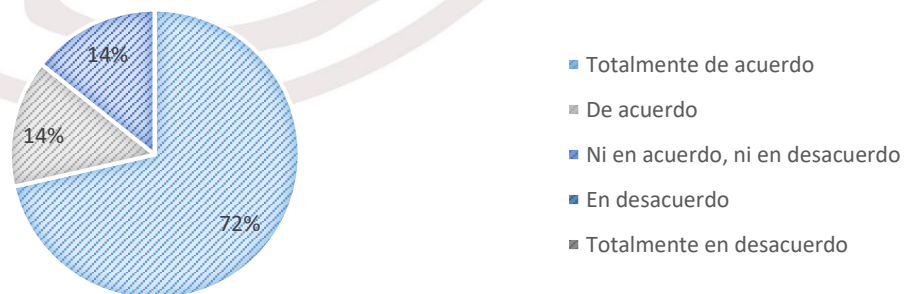 14%
14%
72%
Totalmente de acuerdo
De acuerdo
Ni en acuerdo, ni en desacuerdo
En desacuerdo
Totalmente en desacuerdo